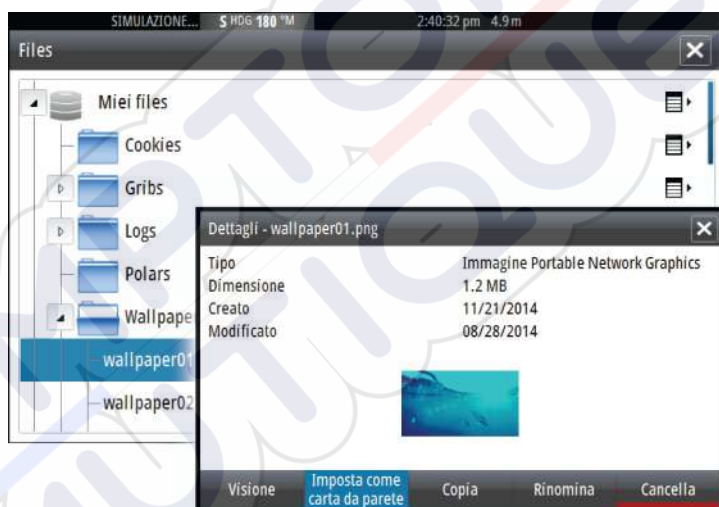 SIMULAZIONE... S HDG 180 °M 2:40:32 pm 4.9 m
Files
Miei files
Cookies
Gribs
Logs
Polars
Wallpape
wallpaper01
wallpaper02
Dettagli - wallpaper01.png
Tipo Immagine Portable Network Graphics
Dimensione 1.2 MB
Creato 11/21/2014
Modificato 08/28/2014
Visione
Imposta come
carta da parete
Copia
Rinomina
Cancella